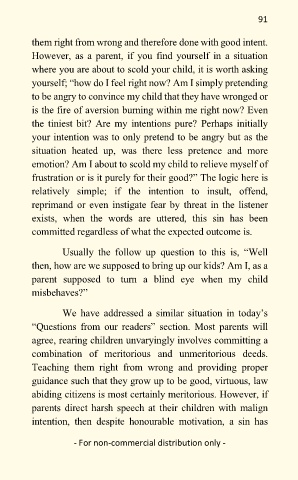 91
them right from wrong and therefore done with good intent.
However, as a parent, if you find yourself in a situation
where you are about to scold your child, it is worth asking
yourself; “how do I feel right now? Am I simply pretending
to be angry to convince my child that they have wronged or
is the fire of aversion burning within me right now? Even
the tiniest bit? Are my intentions pure? Perhaps initially
your intention was to only pretend to be angry but as the
situation heated up, was there less pretence and more
emotion? Am I about to scold my child to relieve myself of
frustration or is it purely for their good?” The logic here is
relatively simple; if the intention to insult, offend,
reprimand or even instigate fear by threat in the listener
exists, when the words are uttered, this sin has been
committed regardless of what the expected outcome is.
Usually the follow up question to this is, “Well
then, how are we supposed to bring up our kids? Am I, as a
parent supposed to turn a blind eye when my child
misbehaves?”
We have addressed a similar situation in today’s
“Questions from our readers” section. Most parents will
agree, rearing children unvaryingly involves committing a
combination of meritorious and unmeritorious deeds.
Teaching them right from wrong and providing proper
guidance such that they grow up to be good, virtuous, law
abiding citizens is most certainly meritorious. However, if
parents direct harsh speech at their children with malign
intention, then despite honourable motivation, a sin has
- For non-commercial distribution only -